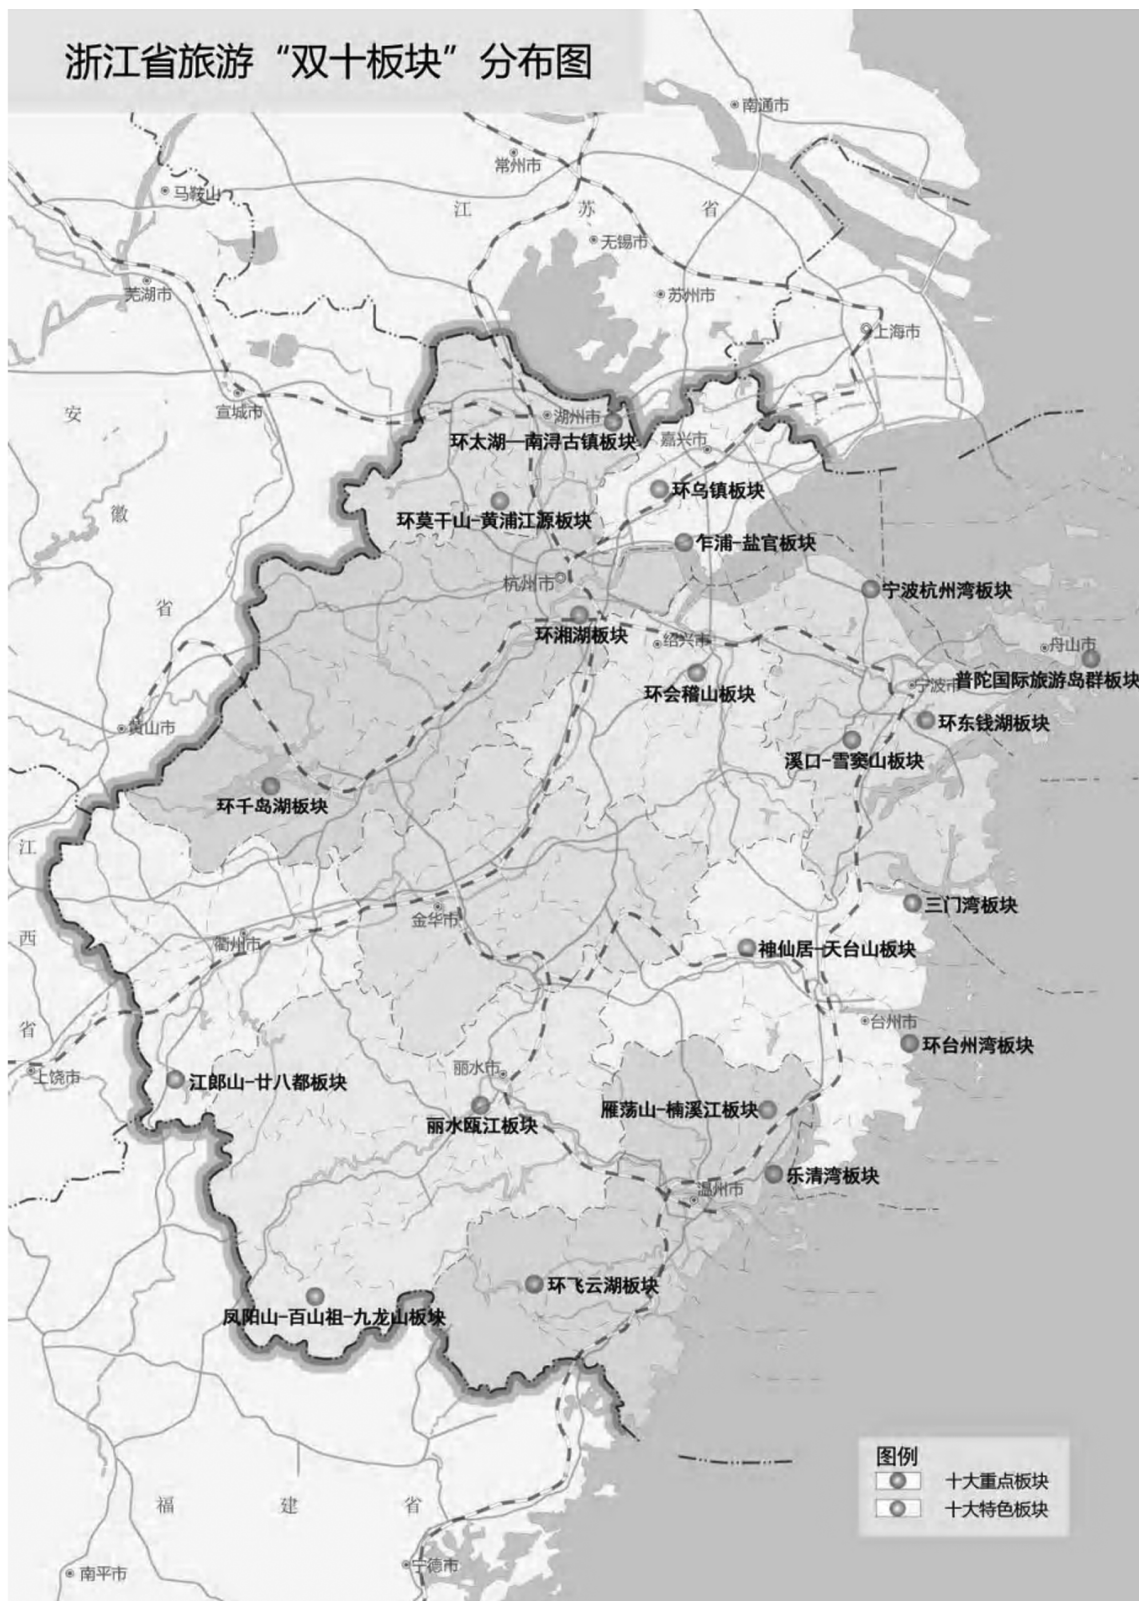 浙江省旅游“双十板块”分布图
南通市
常州市
马鞍山
江 苏 省
无锡市
芜湖市
苏州市
上海市
宣城市
安
湖州市
环太湖—南浔古镇板块
嘉兴市
环乌镇板块
徽
环莫干山-黄浦江源板块
乍浦-盐官板块
杭州市
宁波杭州湾板块
省
环湘湖板块
绍兴市
舟山市
普陀国际旅游岛群板块
宁波市
环会稽山板块
黄山市
环东钱湖板块
溪口-雪窦山板块
环千岛湖板块
江
三门湾板块
金华市
西
衢州市
神仙居-天台山板块
省
台州市
环台州湾板块
上饶市
丽水市
江郎山-廿八都板块
雁荡山-楠溪江板块
丽水瓯江板块
乐清湾板块
温州市
环飞云湖板块
凤阳山-百山祖-九龙山板块
图例
十大重点板块
十大特色板块
福 建 省
宁德市
南平市